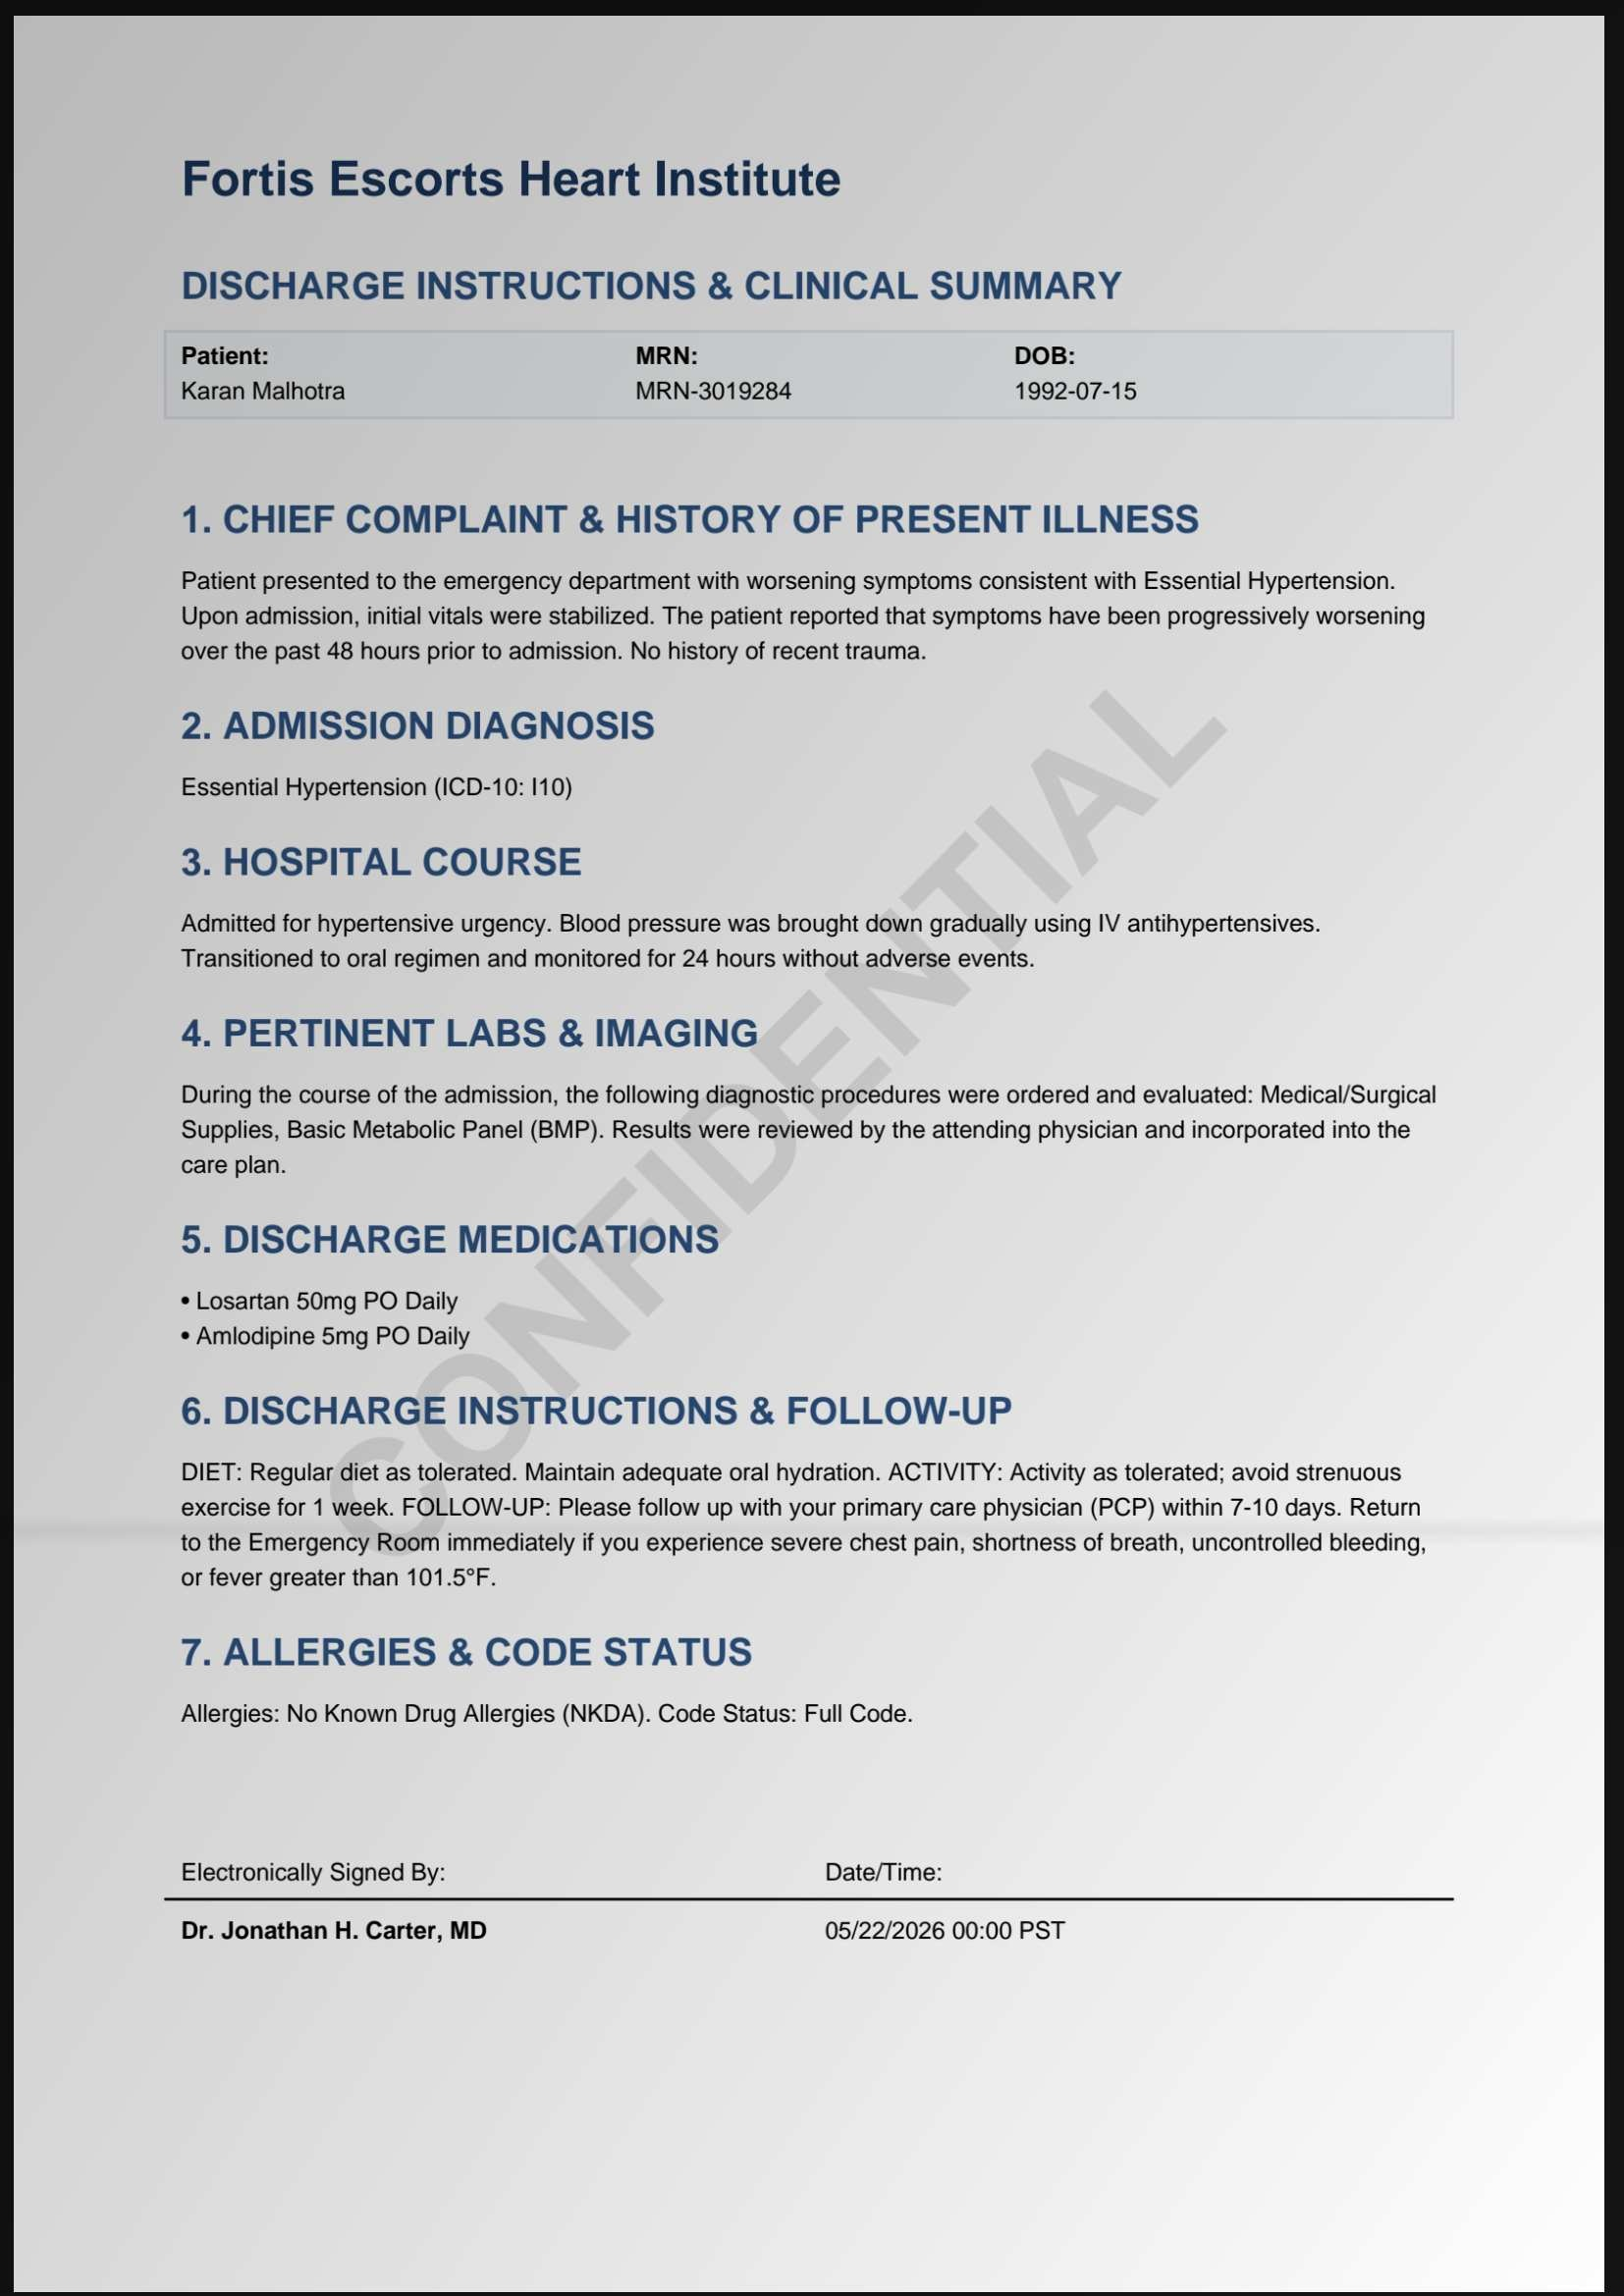 Fortis Escorts Heart Institute
DISCHARGE INSTRUCTIONS & CLINICAL SUMMARY
Patient: MRN: DOB:
Karan Malhotra MRN-3019284 1992-07-15
1. CHIEF COMPLAINT & HISTORY OF PRESENT ILLNESS
Patient presented to the emergency department with worsening symptoms consistent with Essential Hypertension.
Upon admission, initial vitals were stabilized. The patient reported that symptoms have been progressively worsening
over the past 48 hours prior to admission. No history of recent trauma.
2. ADMISSION DIAGNOSIS
Essential Hypertension (ICD-10: I10)
3. HOSPITAL COURSE
Admitted for hypertensive urgency. Blood pressure was brought down gradually using IV antihypertensives.
Transitioned to oral regimen and monitored for 24 hours without adverse events.
4. PERTINENT LABS & IMAGING
During the course of the admission, the following diagnostic procedures were ordered and evaluated: Medical/Surgical
Supplies, Basic Metabolic Panel (BMP). Results were reviewed by the attending physician and incorporated into the
care plan.
5. DISCHARGE MEDICATIONS
• Losartan 50mg PO Daily
• Amlodipine 5mg PO Daily
6. DISCHARGE INSTRUCTIONS & FOLLOW-UP
DIET: Regular diet as tolerated. Maintain adequate oral hydration. ACTIVITY: Activity as tolerated; avoid strenuous
exercise for 1 week. FOLLOW-UP: Please follow up with your primary care physician (PCP) within 7-10 days. Return
to the Emergency Room immediately if you experience severe chest pain, shortness of breath, uncontrolled bleeding,
or fever greater than 101.5°F.
7. ALLERGIES & CODE STATUS
Allergies: No Known Drug Allergies (NKDA). Code Status: Full Code.
Electronically Signed By: Date/Time:
Dr. Jonathan H. Carter, MD 05/22/2026 00:00 PST
CONFIDENTIAL